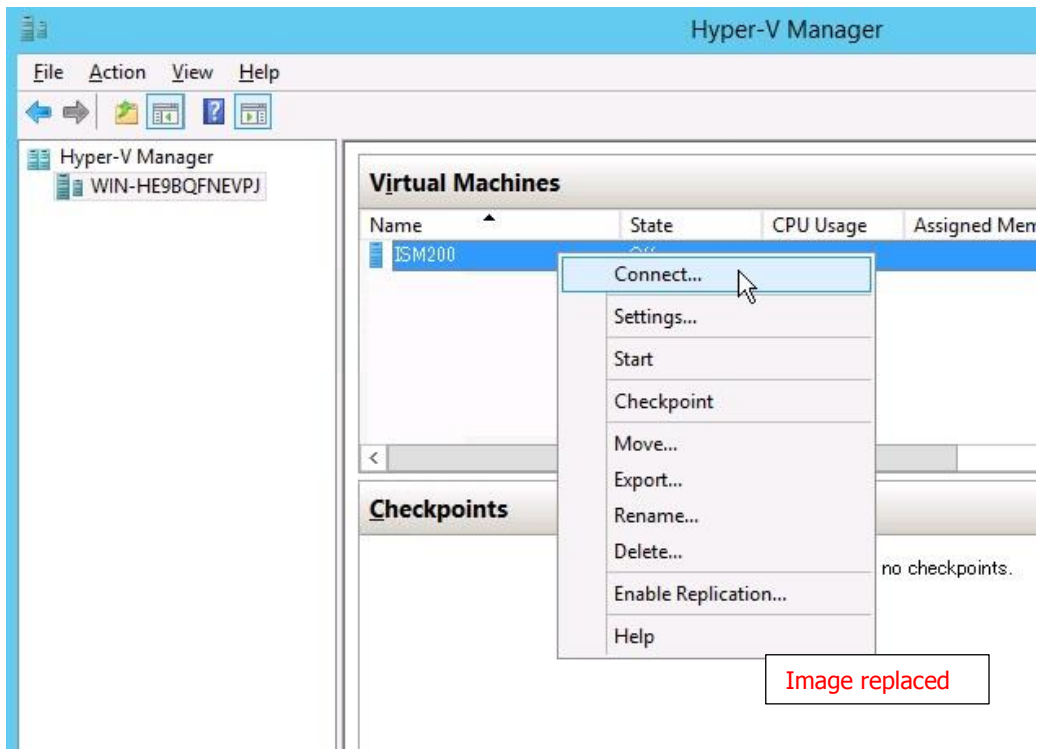 Hyper-V Manager
File Action View Help
Hyper-V Manager
WIN-HE9BQFNEVPJ
Virtual Machines
Name State CPU Usage Assigned Mem
ISM200 Off
Connect...
Settings...
Start
Checkpoint
Move...
Export...
Rename...
Delete...
Enable Replication...
Help
Checkpoints
no checkpoints.
Image replaced